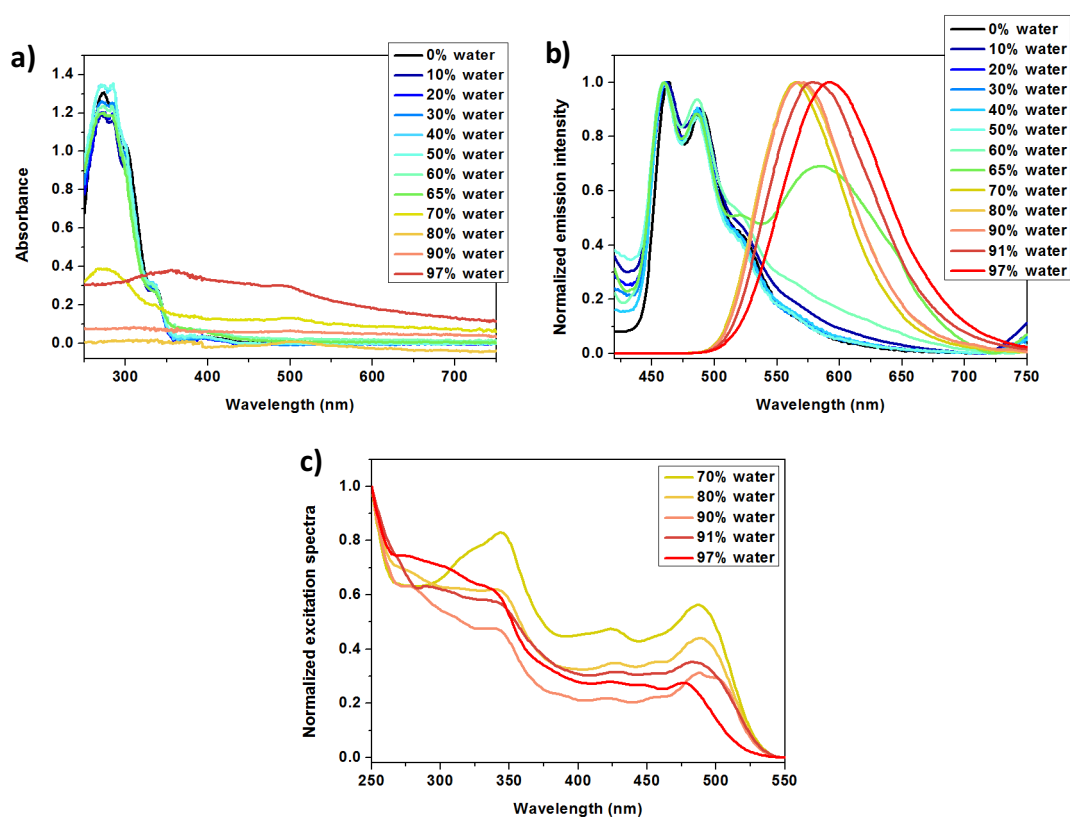 a)
0% water
10% water
20% water
30% water
40% water
50% water
60% water
65% water
70% water
80% water
90% water
97% water
1.4
1.2
1.0
0.8
0.6
0.4
0.2
0.0
Absorbance
300
400
500
600
700
Wavelength (nm)
b)
0% water
10% water
20% water
30% water
40% water
50% water
60% water
65% water
70% water
80% water
90% water
91% water
97% water
1.0
0.8
0.6
0.4
0.2
0.0
Normalized emission intensity
450
500
550
600
650
700
750
Wavelength (nm)
c)
70% water
80% water
90% water
91% water
97% water
1.0
0.8
0.6
0.4
0.2
0.0
Normalized excitation spectra
250
300
350
400
450
500
550
Wavelength (nm)